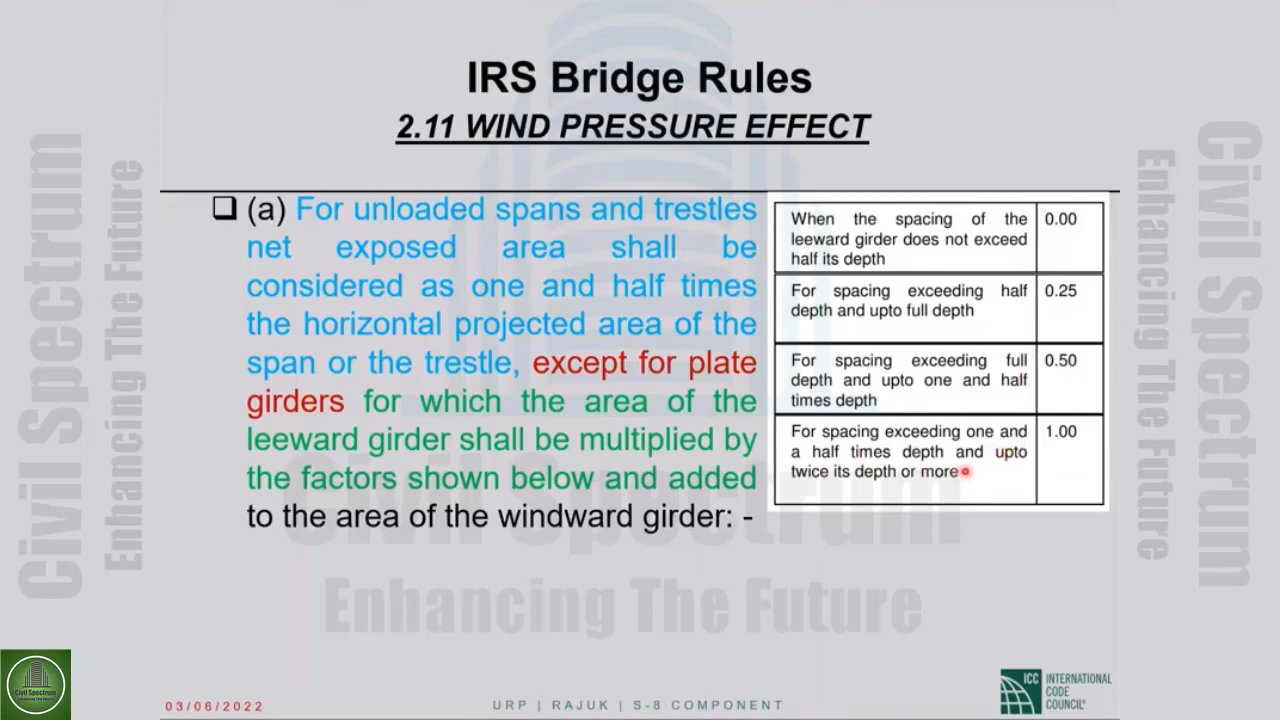 IRS Bridge Rules
2.11 WIND PRESSURE EFFECT
(a) For unloaded spans and trestles
net exposed area shall be
considered as one and half times
the horizontal projected area of the
span or the trestle, except for plate
girders for which the area of the
leeward girder shall be multiplied by
the factors shown below and added
to the area of the windward girder: -
When the spacing of the 0.00
leeward girder does not exceed
half its depth
For spacing exceeding half 0.25
depth and upto full depth
For spacing exceeding full 0.50
depth and upto one and half
times depth
For spacing exceeding one and 1.00
a half times depth and upto
twice its depth or more
Civil Spectrum
Enhancing The Future
Civil Spectrum
Enhancing The Future
Civil Spectrum
Enhancing The Future
Civil Spectrum
Enhancing The Future
03/06/2022
URP | RAJUK | S-8 COMPONENT
ICC INTERNATIONAL
CODE
COUNCIL